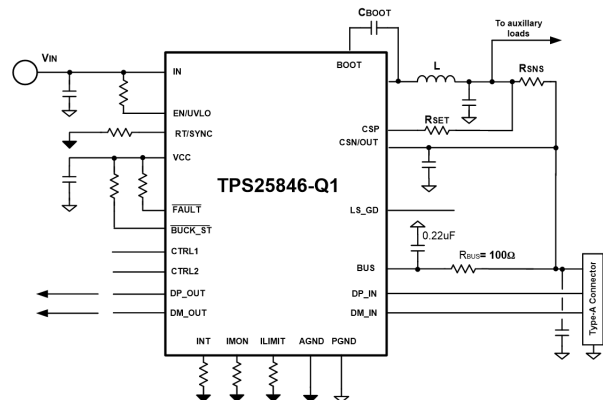 CBOOT
To auxillary
loads
VIN
BOOT
L
RSNS
IN
RSET
EN/UVLO
CSP
RT/SYNC
CSN/OUT
VCC
TPS25846-Q1
FAULT
LS_GD
BUCK_ST
0.22uF
CTRL1
RBUS= 100Ω
CTRL2
BUS
DP_OUT
DP_IN
DM_OUT
DM_IN
Type-A Connector
INT IMON ILIMIT AGND PGND